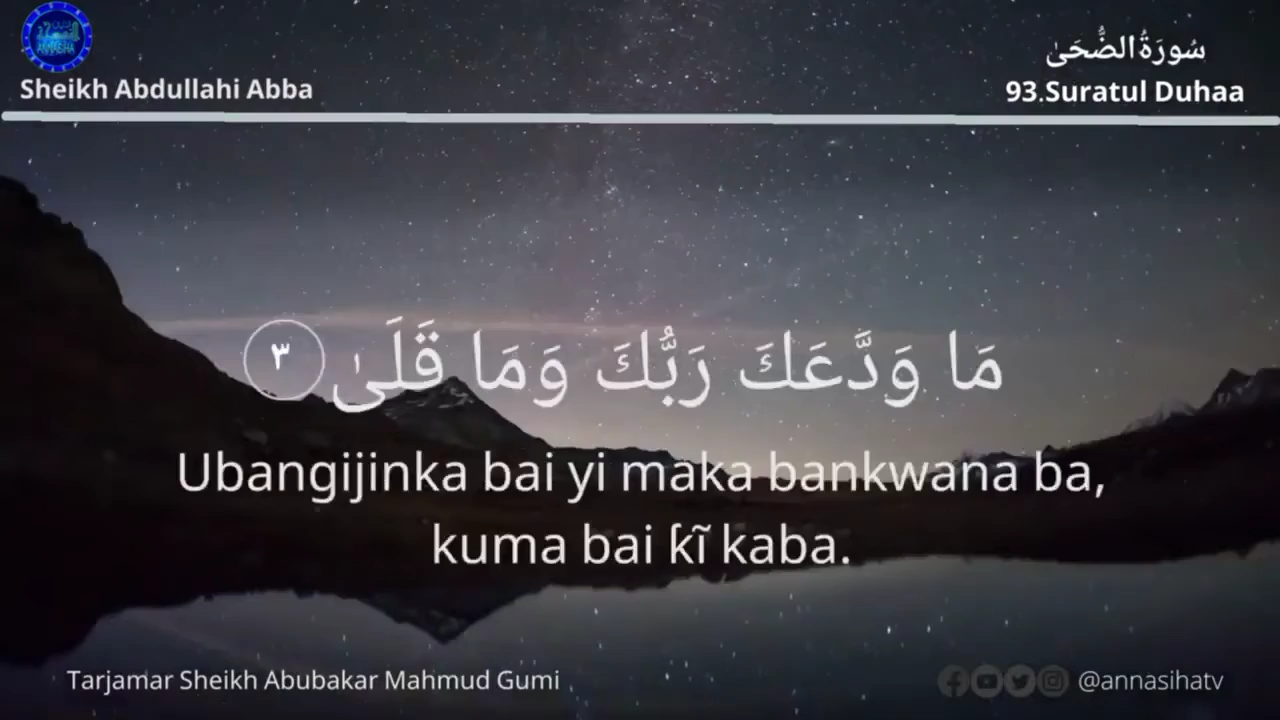 Sheikh Abdullahi Abba
سُورَةُ الضُّحَىٰ
93.Suratul Duhaa
مَا وَدَّعَكَ رَبُّكَ وَمَا قَلَىٰ ٣
Ubangijinka bai yi maka bankwana ba,
kuma bai ƙĩ kaba.
Tarjamar Sheikh Abubakar Mahmud Gumi
@annasihatv